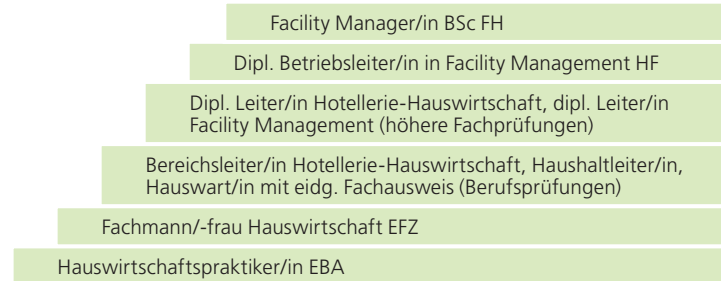 Facility Manager/in BSc FH
Dipl. Betriebsleiter/in in Facility Management HF
Dipl. Leiter/in Hotellerie-Hauswirtschaft, dipl. Leiter/in
Facility Management (höhere Fachprüfungen)
Bereichsleiter/in Hotellerie-Hauswirtschaft, Haushaltleiter/in,
Hauswart/in mit eidg. Fachausweis (Berufsprüfungen)
Fachmann/-frau Hauswirtschaft EFZ
Hauswirtschaftspraktiker/in EBA